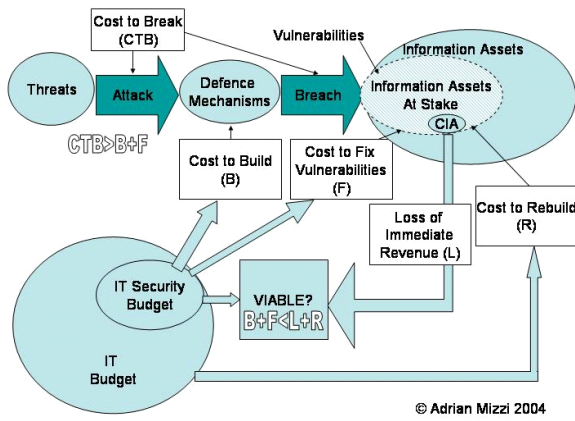 Cost to Break
(CTB)
Vulnerabilities
Information Assets
Threats
Attack
Defence
Mechanisms
Breach
Information Assets
At Stake
CIA
CTB>B+F
Cost to Build
(B)
Cost to Fix
Vulnerabilities
(F)
Loss of
Immediate
Revenue (L)
Cost to Rebuild
(R)
IT Security
Budget
VIABLE?
B+F<L+R
IT
Budget
© Adrian Mizzi 2004